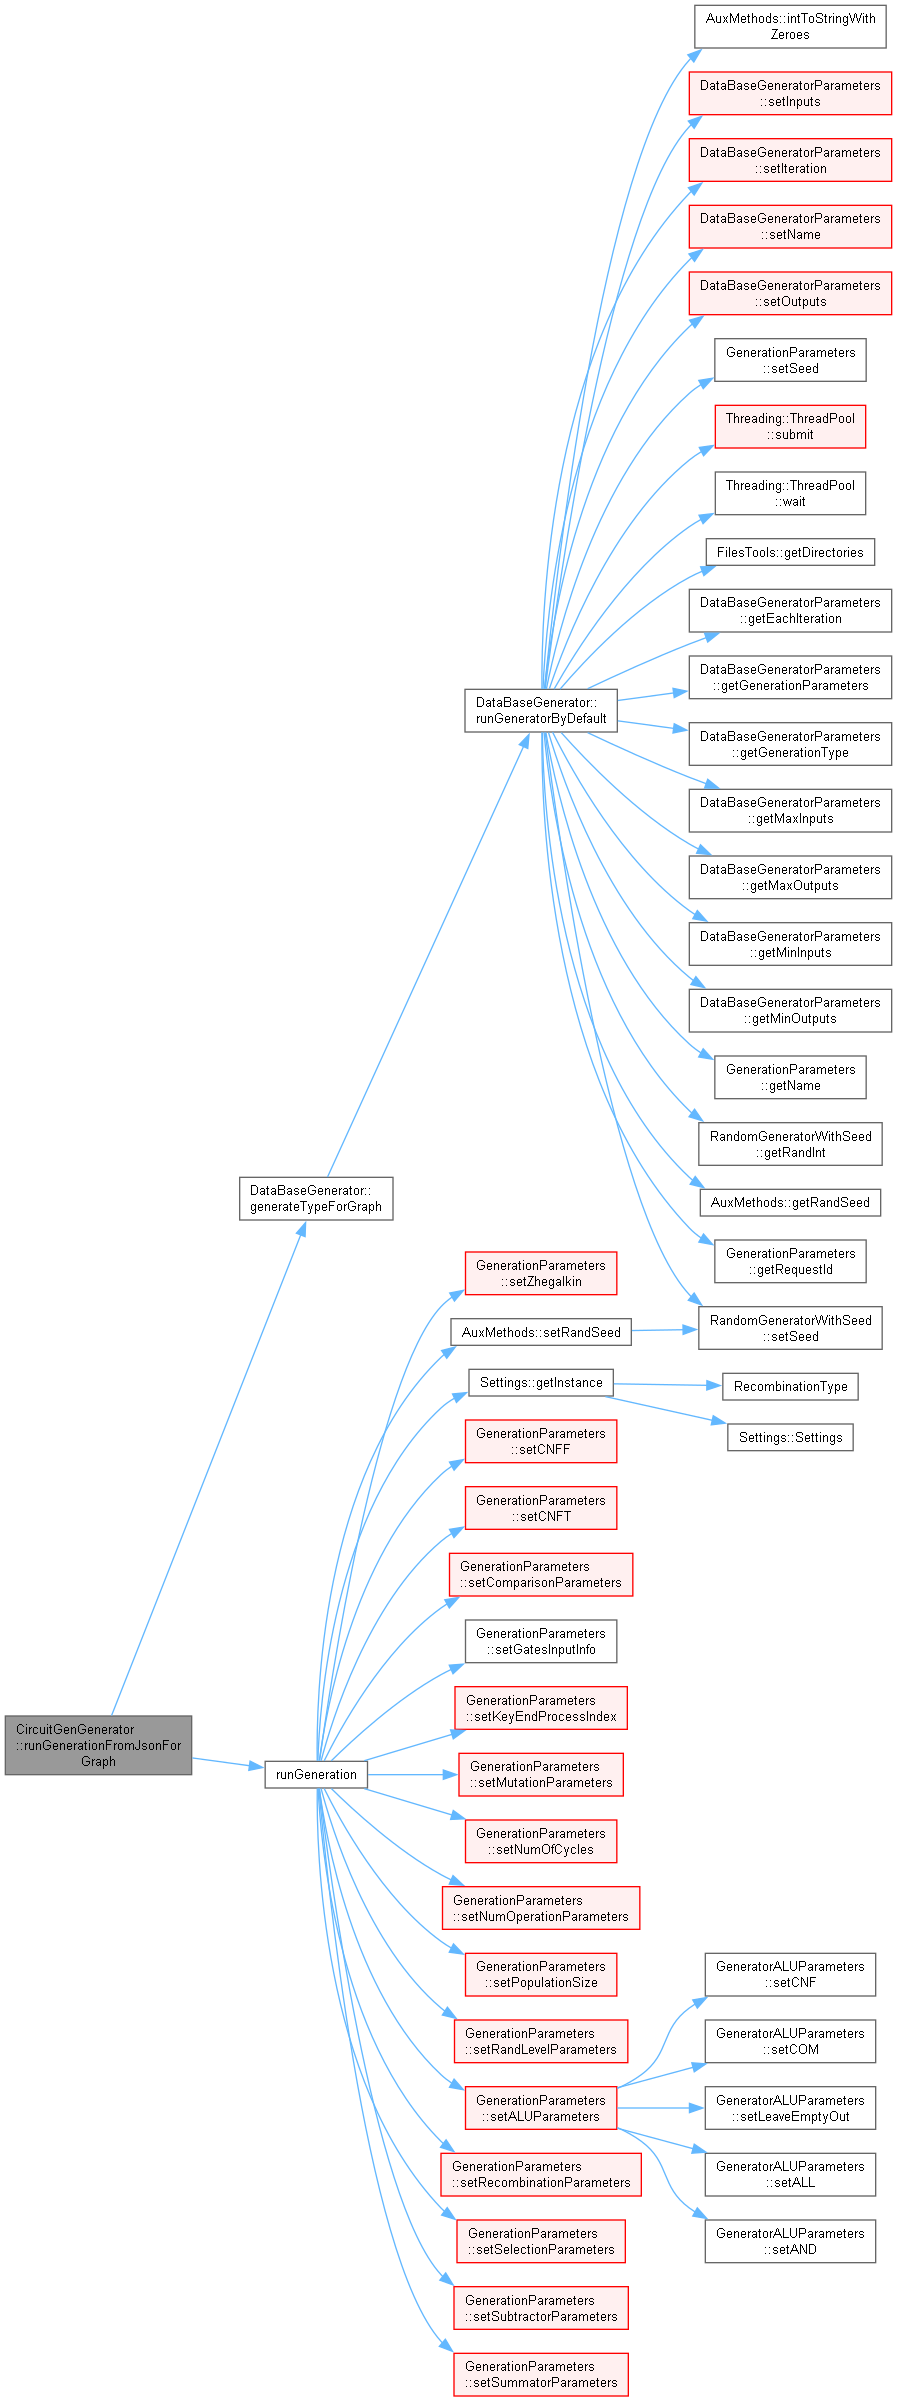 AuxMethods::intToStringWith
Zeroes
DataBaseGeneratorParameters
::setInputs
DataBaseGeneratorParameters
::setIteration
DataBaseGeneratorParameters
::setName
DataBaseGeneratorParameters
::setOutputs
GenerationParameters
::setSeed
Threading::ThreadPool
::submit
Threading::ThreadPool
::wait
FilesTools::getDirectories
DataBaseGeneratorParameters
::getEachIteration
DataBaseGeneratorParameters
::getGenerationParameters
DataBaseGenerator::
runGeneratorByDefault
DataBaseGeneratorParameters
::getGenerationType
DataBaseGeneratorParameters
::getMaxInputs
DataBaseGeneratorParameters
::getMaxOutputs
DataBaseGeneratorParameters
::getMinInputs
DataBaseGeneratorParameters
::getMinOutputs
GenerationParameters
::getName
RandomGeneratorWithSeed
::getRandInt
AuxMethods::getRandSeed
DataBaseGenerator::
generateTypeForGraph
GenerationParameters
::getRequestId
GenerationParameters
::setZhegalkin
RandomGeneratorWithSeed
::setSeed
AuxMethods::setRandSeed
Settings::getInstance
RecombinationType
Settings::Settings
GenerationParameters
::setCNFF
GenerationParameters
::setCNFT
GenerationParameters
::setComparisonParameters
GenerationParameters
::setGatesInputInfo
GenerationParameters
::setKeyEndProcessIndex
CircuitGenGenerator
::runGenerationFromJsonFor
Graph
runGeneration
GenerationParameters
::setMutationParameters
GenerationParameters
::setNumOfCycles
GenerationParameters
::setNumOperationParameters
GenerationParameters
::setPopulationSize
GenerationParameters
::setRandLevelParameters
GenerationParameters
::setALUParameters
GeneratorALUParameters
::setCNF
GeneratorALUParameters
::setCOM
GeneratorALUParameters
::setLeaveEmptyOut
GeneratorALUParameters
::setALL
GeneratorALUParameters
::setAND
GenerationParameters
::setRecombinationParameters
GenerationParameters
::setSelectionParameters
GenerationParameters
::setSubtractorParameters
GenerationParameters
::setSummatorParameters